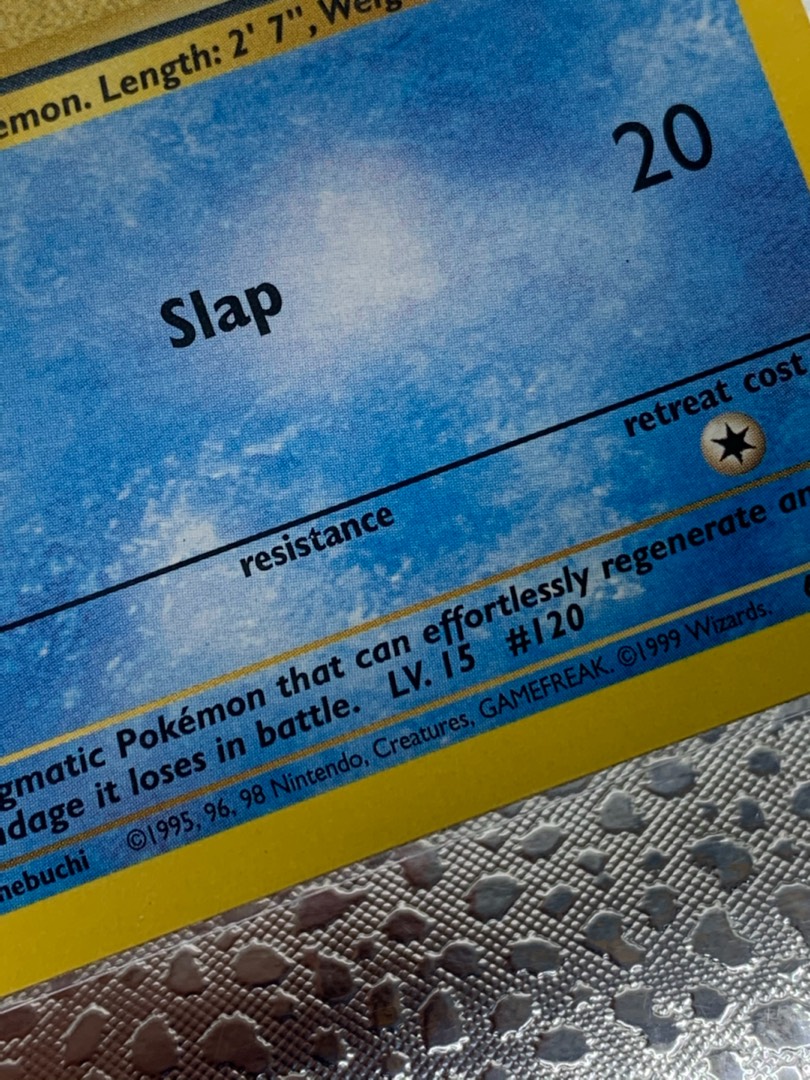 emon. Length: 2' 7", Weig
20
Slap
retreat cost
resistance
gmatic Pokémon that can effortlessly regenerate an
dage it loses in battle. LV. 15 #120
nebuchi ©1995, 96, 98 Nintendo, Creatures, GAMEFREAK. ©1999 Wizards.